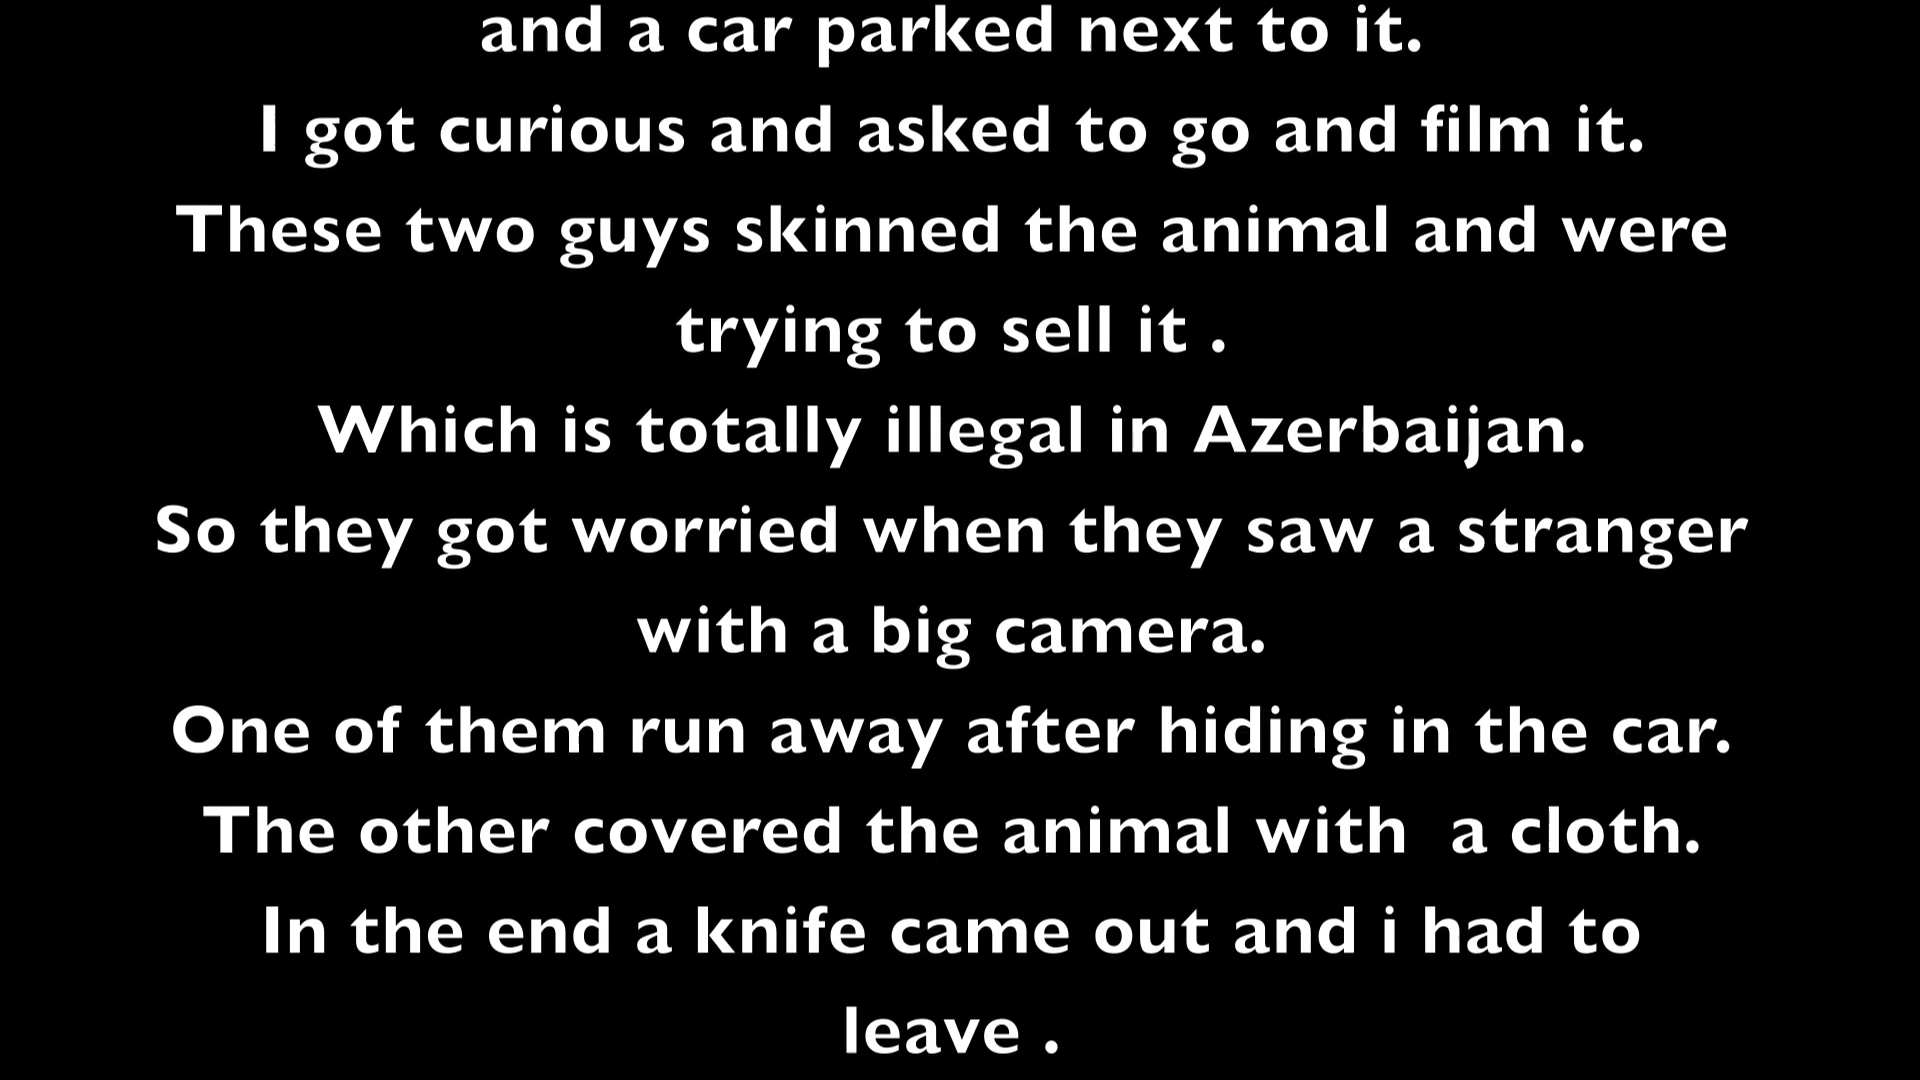 and a car parked next to it.
I got curious and asked to go and film it.
These two guys skinned the animal and were
trying to sell it .
Which is totally illegal in Azerbaijan.
So they got worried when they saw a stranger
with a big camera.
One of them run away after hiding in the car.
The other covered the animal with  a cloth.
In the end a knife came out and i had to
leave .